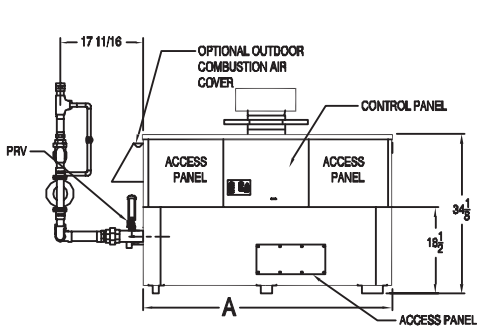 17 11/16
OPTIONAL OUTDOOR
COMBUSTION AIR
COVER
CONTROL PANEL
PRV
ACCESS
PANEL
ACCESS
PANEL
34 1/8
18 1/2
A
ACCESS PANEL